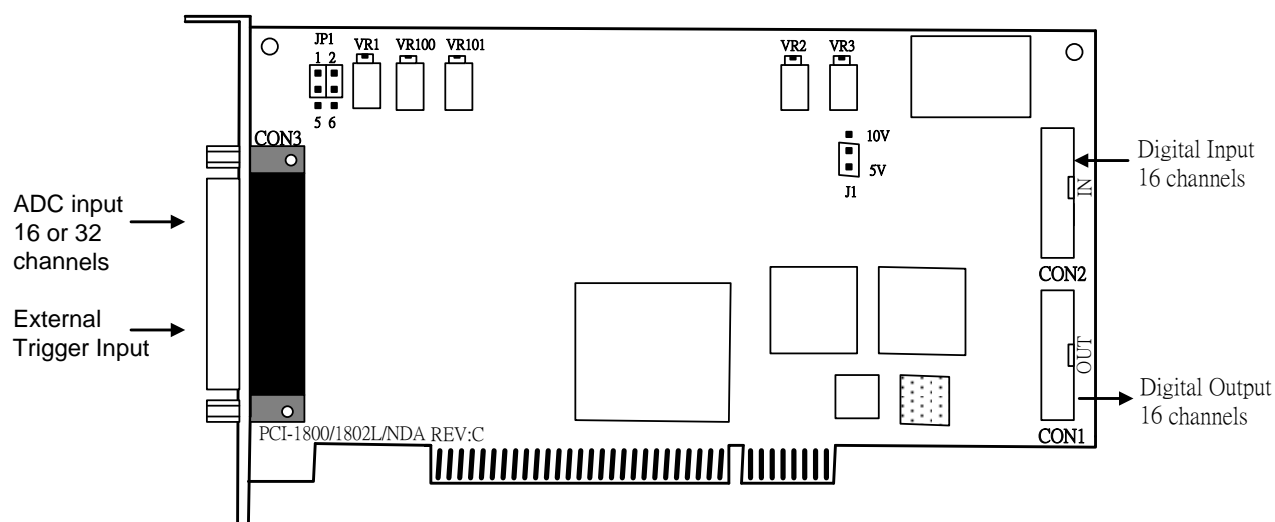 JP1
VR1
VR100
VR101
VR2
VR3
1 2
5 6
CON3
10V
5V
J1
Digital Input
16 channels
IN
CON2
ADC input
16 or 32
channels
External
Trigger Input
OUT
Digital Output
16 channels
CON1
PCI-1800/1802L/NDA REV:C